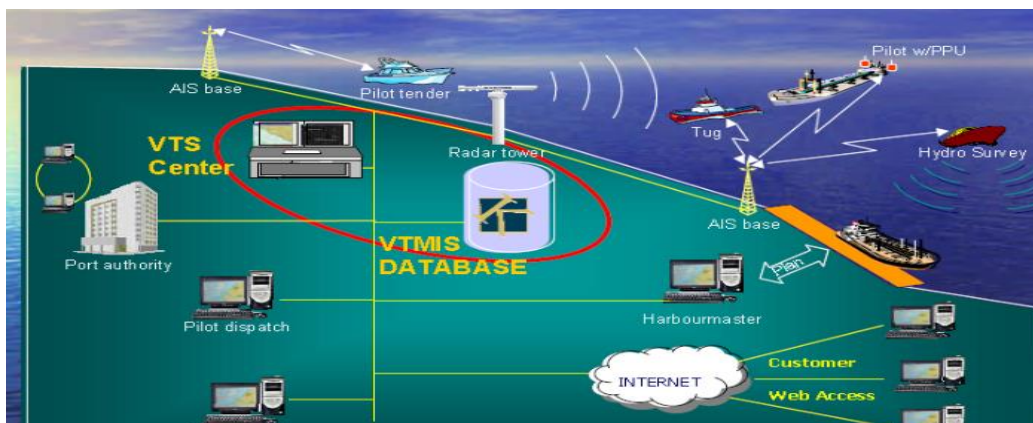 Pilot w/PPU
AIS base
Pilot tender
Tug
VTS
Center
Radar tower
Hydro Survey
AIS base
VTMIS
DATABASE
Port authority
Plan
Pilot dispatch
Harbourmaster
INTERNET
Customer
Web Access